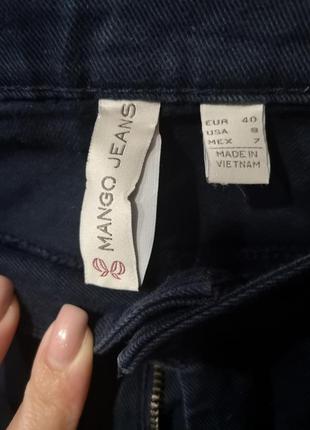 MANGO JEANS
EUR 40
USA 8
MEX 7
MADE IN
VIETNAM